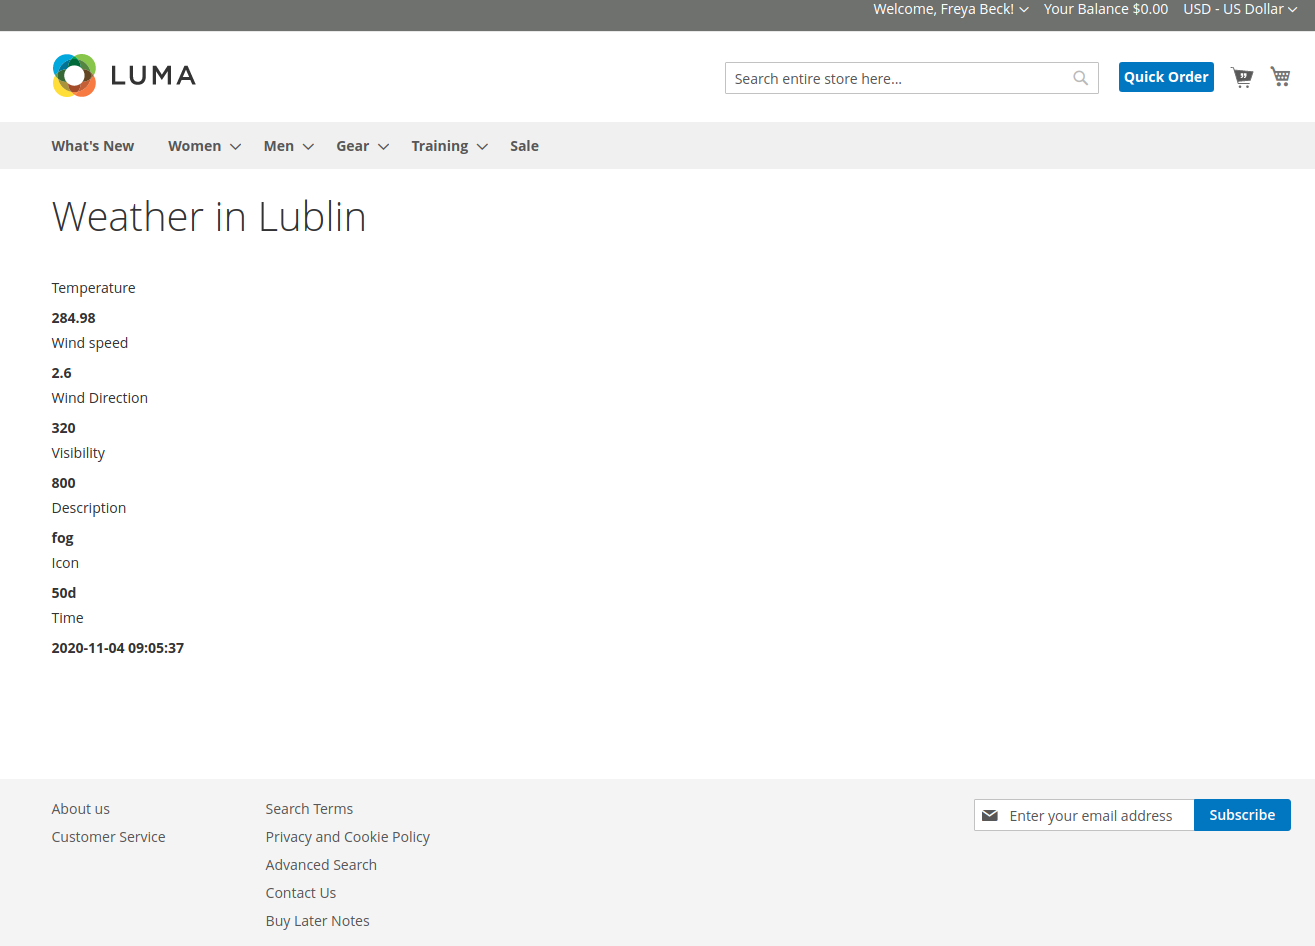 Welcome, Freya Beck! Your Balance $0.00 USD - US Dollar
LUMA
Search entire store here...
Quick Order
What's New Women Men Gear Training Sale
Weather in Lublin
Temperature
284.98
Wind speed
2.6
Wind Direction
320
Visibility
800
Description
fog
Icon
50d
Time
2020-11-04 09:05:37
About us
Customer Service
Search Terms
Privacy and Cookie Policy
Advanced Search
Contact Us
Buy Later Notes
Enter your email address
Subscribe